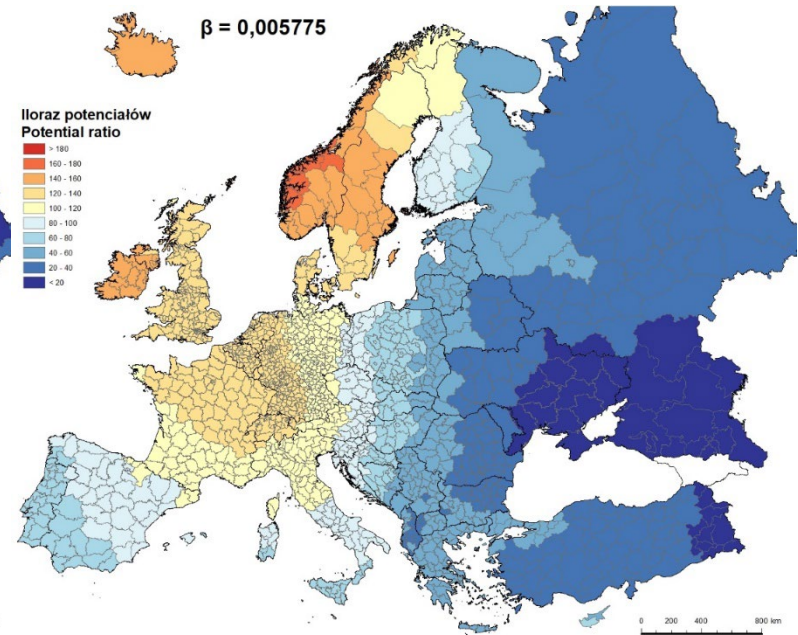 β = 0,005775
Iloraz potenciałów
Potential ratio
> 180
160 - 180
140 - 160
120 - 140
100 - 120
80 - 100
60 - 80
40 - 60
20 - 40
< 20
0 200 400 800 km